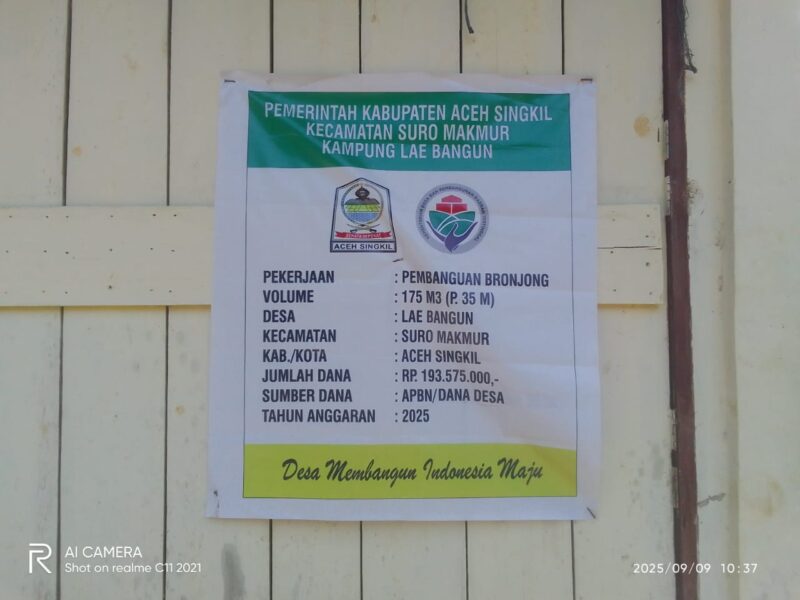 PEMERINTAH KABUPATEN ACEH SINGKIL
KECAMATAN SURO MAKMUR
KAMPUNG LAE BANGUN
ACEH SINGKIL
PEKERJAAN : PEMBANGUAN BRONJONG
VOLUME : 175 M3 (P. 35 M)
DESA : LAE BANGUN
KECAMATAN : SURO MAKMUR
KAB./KOTA : ACEH SINGKIL
JUMLAH DANA : RP. 193.575.000,-
SUMBER DANA : APBN/DANA DESA
TAHUN ANGGARAN : 2025
Desa Membangun Indonesia Maju
R AI CAMERA
Shot on realme C11 2021
2025/09/09 10:37